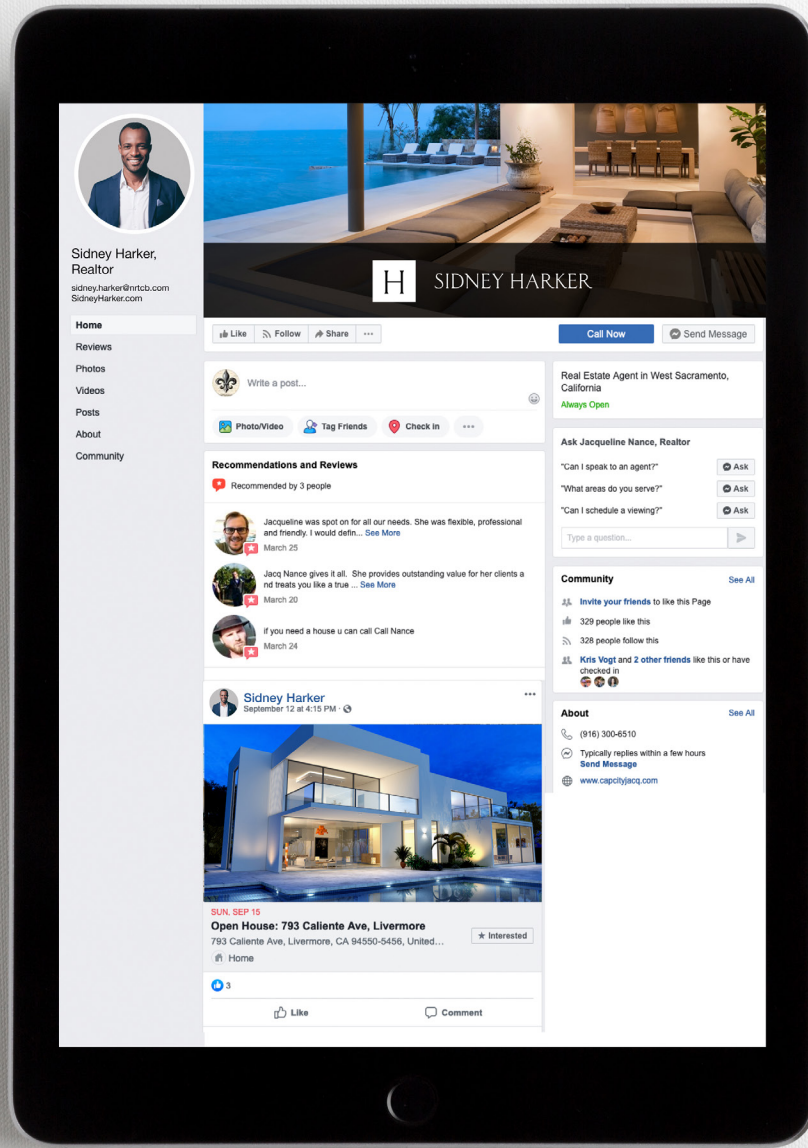 H SIDNEY HARKER
Sidney Harker,
Realtor
sidney.harker@nrtcb.com
SidneyHarker.com
Home
Reviews
Photos
Videos
Posts
About
Community
Like Follow Share ...
Call Now Send Message
Write a post...
Photo/Video Tag Friends Check in ...
Recommendations and Reviews
Recommended by 3 people
Jacqueline was spot on for all our needs. She was flexible, professional
and friendly. I would defin... See More
March 25
Jacq Nance gives it all. She provides outstanding value for her clients a
nd treats you like a true ... See More
March 20
if you need a house u can call Call Nance
March 24
Sidney Harker
September 12 at 4:15 PM ·
SUN, SEP 15
Open House: 793 Caliente Ave, Livermore
793 Caliente Ave, Livermore, CA 94550-5456, United...
★ Interested
Home
3
Like Comment
Real Estate Agent in West Sacramento,
California
Always Open
Ask Jacqueline Nance, Realtor
"Can I speak to an agent?" Ask
"What areas do you serve?" Ask
"Can I schedule a viewing?" Ask
Type a question...
Community See All
Invite your friends to like this Page
329 people like this
328 people follow this
Kris Vogt and 2 other friends like this or have
checked in
About See All
(916) 300-6510
Typically replies within a few hours
Send Message
www.capcityjacq.com